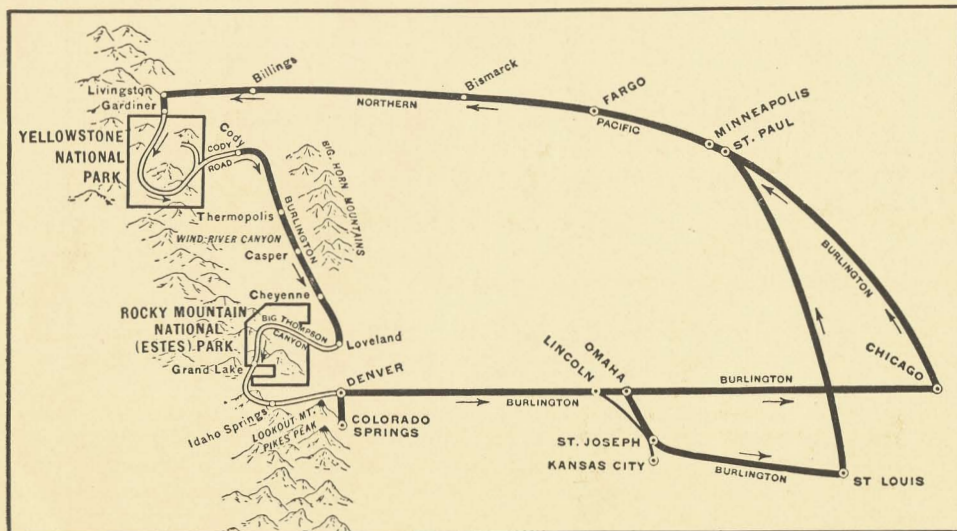 Livingston
Gardiner
Billings
Bismarck
FARGO
MINNEAPOLIS
ST. PAUL
NORTHERN
PACIFIC
YELLOWSTONE
NATIONAL
PARK
Cody
CODY
ROAD
BIG HORN MOUNTAINS
Thermopolis
BURLINGTON
WIND RIVER CANYON
Casper
BURLINGTON
Cheyenne
ROCKY MOUNTAIN
NATIONAL
(ESTES) PARK
BIG THOMPSON
CANYON
Loveland
Grand Lake
DENVER
LINCOLN
OMAHA
CHICAGO
BURLINGTON
BURLINGTON
Idaho Springs
LOOKOUT MT.
PIKES PEAK
COLORADO
SPRINGS
ST. JOSEPH
KANSAS CITY
BURLINGTON
ST LOUIS